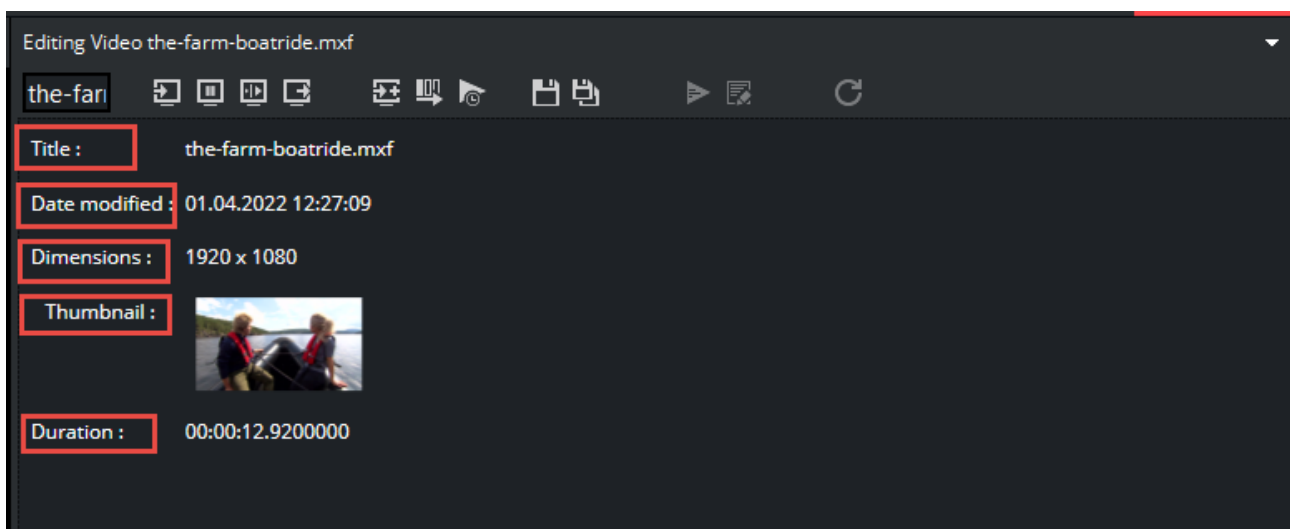 Editing Video the-farm-boatride.mxf
the-far
Title : the-farm-boatride.mxf
Date modified : 01.04.2022 12:27:09
Dimensions : 1920 x 1080
Thumbnail :
Duration : 00:00:12.9200000